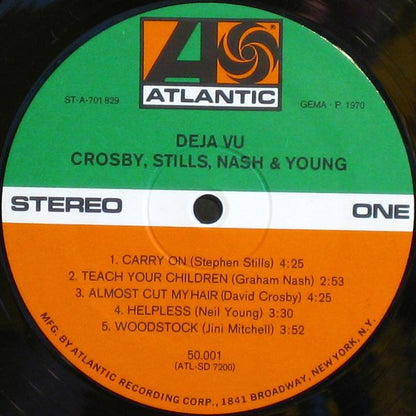 ATLANTIC
ST-A-701 829
GEMA · P. 1970
DEJA VU
CROSBY, STILLS, NASH & YOUNG
STEREO
ONE
1. CARRY ON (Stephen Stills) 4:25
2. TEACH YOUR CHILDREN (Graham Nash) 2:53
3. ALMOST CUT MYHAIR (David Crosby) 4:25
4. HELPLESS (Neil Young) 3:30
5. WOODSTOCK (Jini Mitchell) 3:52
50.001
(ATL-SD 7200)
MFG. BY ATLANTIC RECORDING CORP., 1841 BROADWAY, NEW YORK, N.Y.